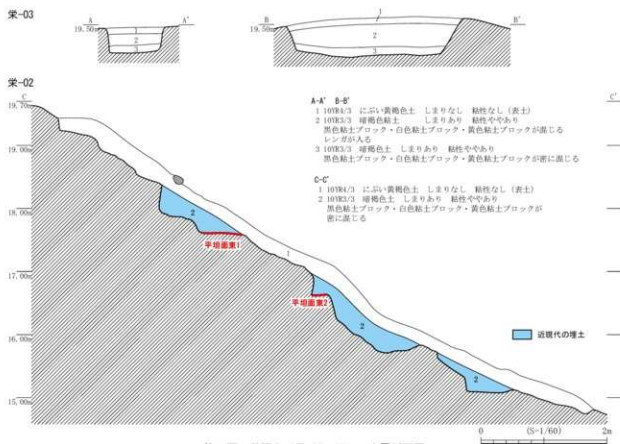 栄-03
A A'
19.50m
1
2
3
B B'
19.50m
1
2
3
栄-02
C C'
19.70m
19.00m
18.00m
17.00m
16.00m
15.00m
A-A' B-B'
1 10YR4/3 にぶい黄褐色土 しまりなし 粘性なし（表土）
2 10YR3/3 暗褐色粘土 しまりあり 粘性ややあり
黒色粘土ブロック・白色粘土ブロック・黄色粘土ブロックが混じる
レンガが入る
3 10YR3/3 暗褐色土 しまりあり 粘性ややあり
黒色粘土ブロック・白色粘土ブロック・黄色粘土ブロックが密に混じる
C-C'
1 10YR4/3 にぶい黄褐色土 しまりなし 粘性なし（表土）
2 10YR3/3 暗褐色土 しまりあり 粘性ややあり
黒色粘土ブロック・白色粘土ブロック・黄色粘土ブロックが
密に混じる
2
平坦面東1
1
平坦面東2
2
2
近現代の埋土
0 (S=1/60) 2m